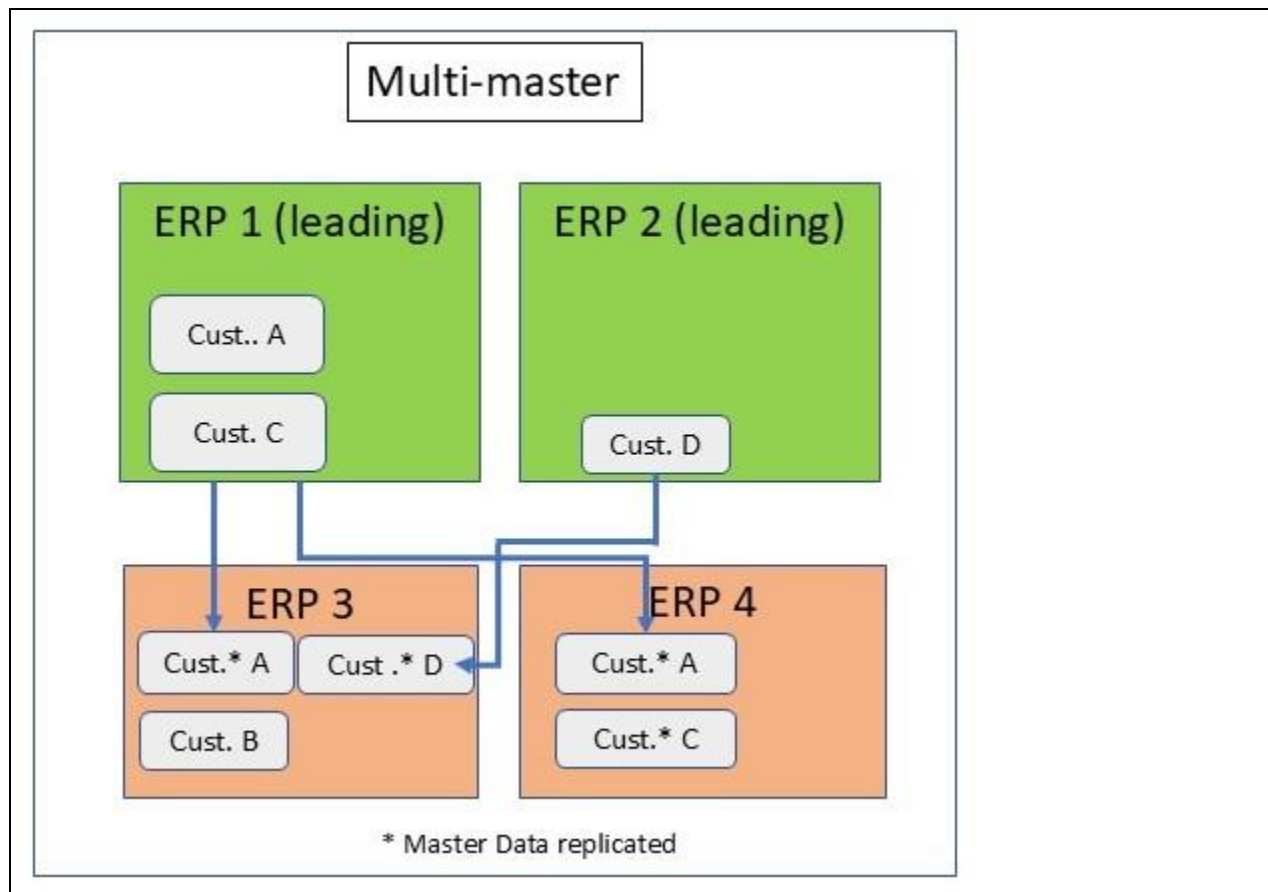 Multi-master
ERP 1 (leading)
ERP 2 (leading)
Cust.. A
Cust. C
Cust. D
ERP 3
ERP 4
Cust.* A
Cust .* D
Cust.* A
Cust. B
Cust.* C
* Master Data replicated